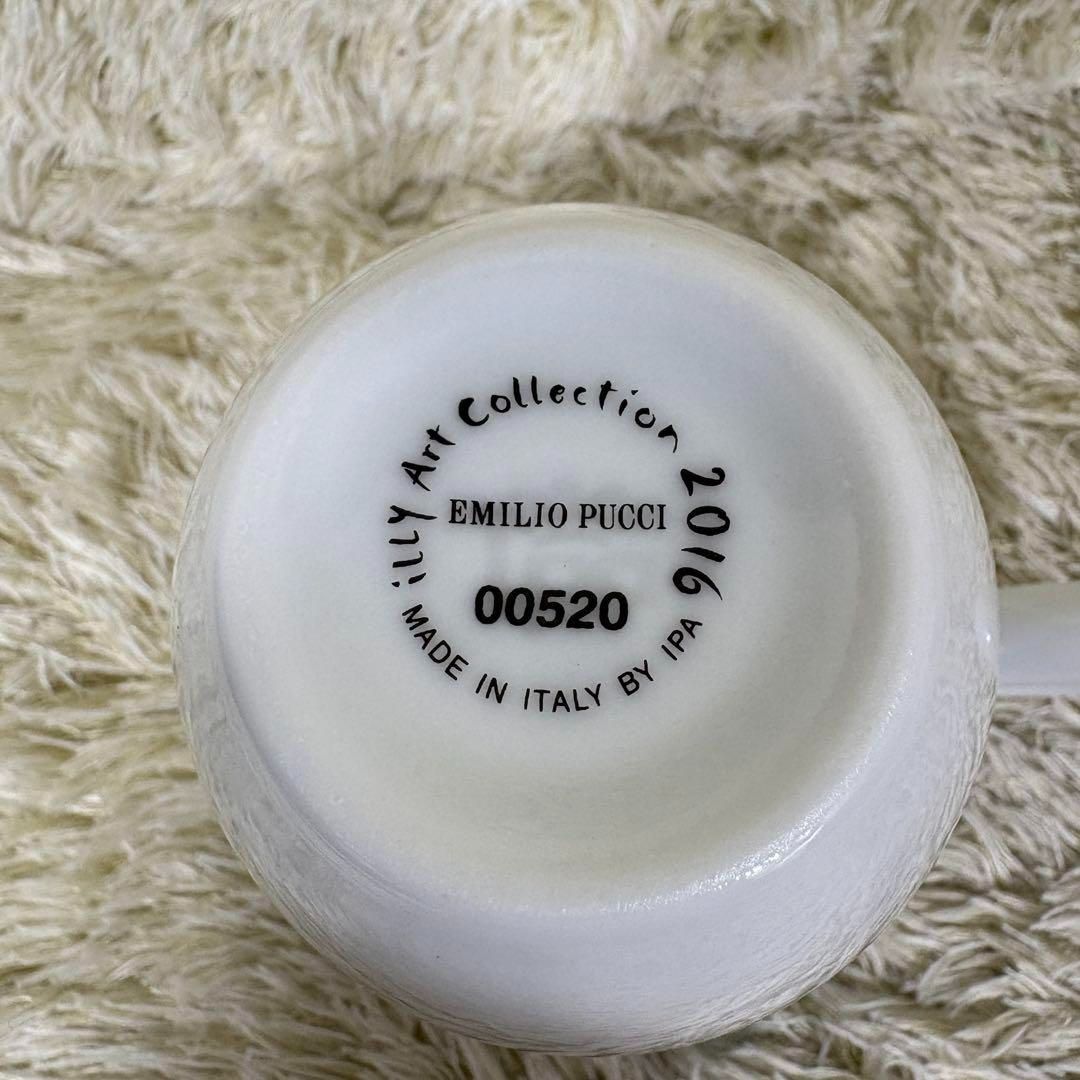 illy Art Collection 2016
EMILIO PUCCI
00520
MADE IN ITALY BY IPA